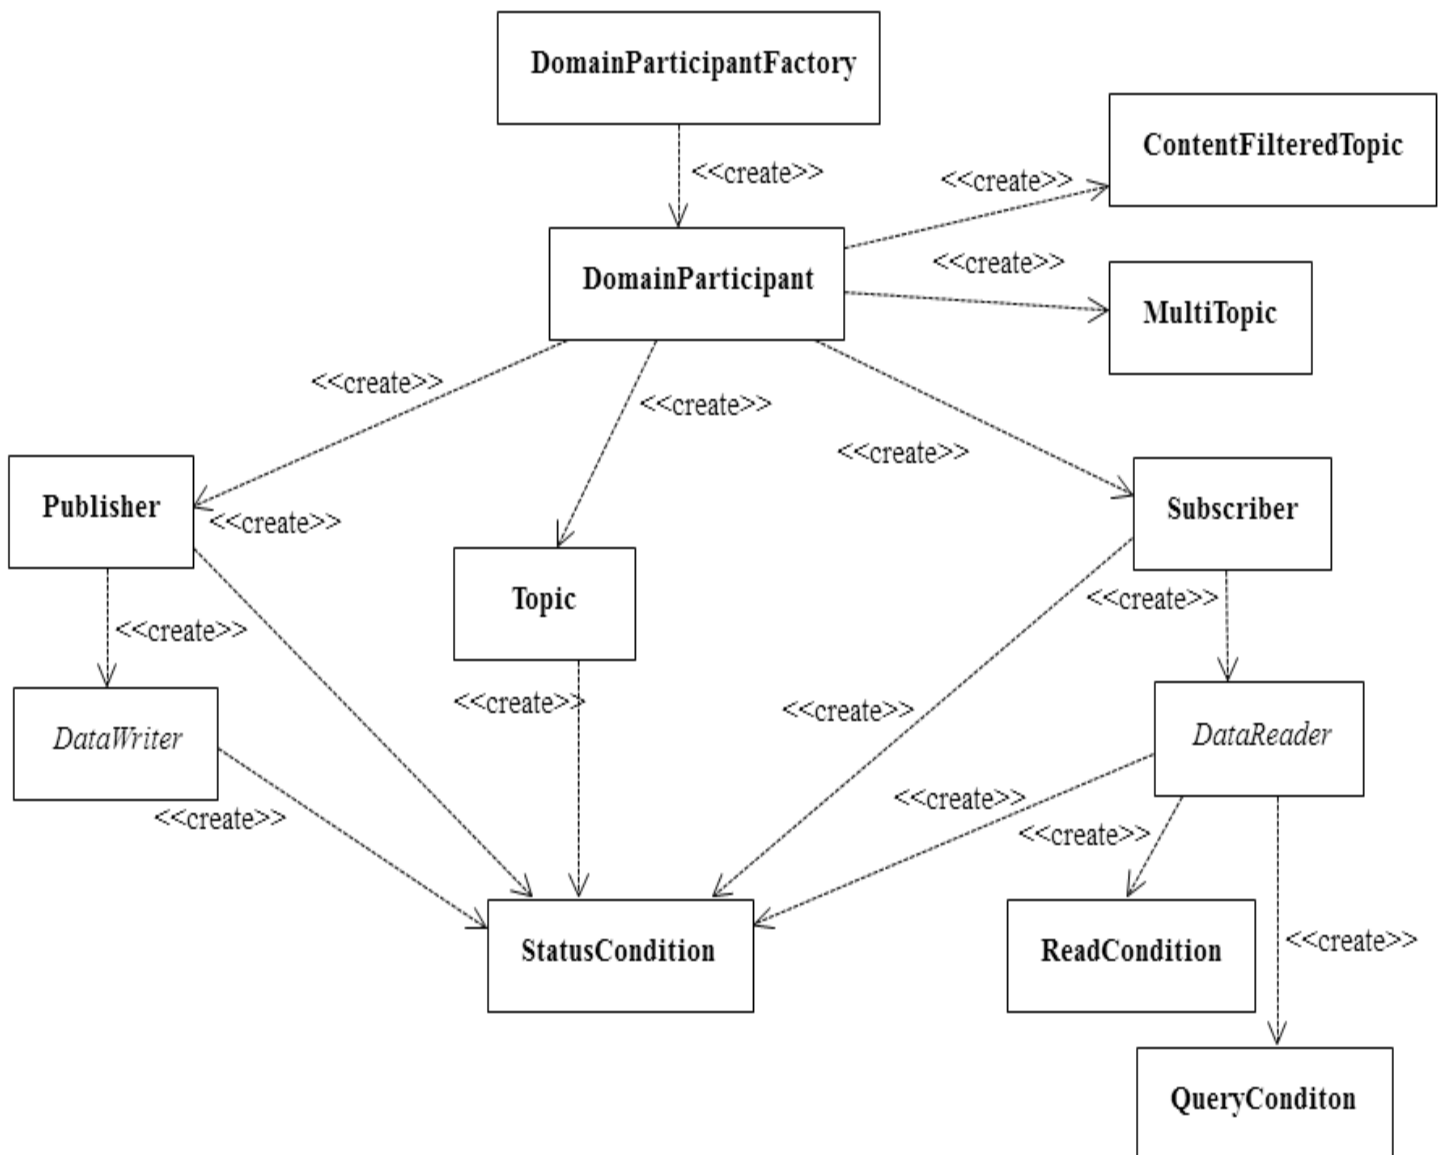 DomainParticipantFactory
<<create>>
ContentFilteredTopic
<<create>>
<<create>>
DomainParticipant
MultiTopic
<<create>>
<<create>>
<<create>>
Publisher
<<create>>
Subscriber
Topic
<<create>>
<<create>>
<<create>>
<<create>>
DataWriter
DataReader
<<create>>
<<create>>
<<create>>
StatusCondition
ReadCondition
<<create>>
QueryConditon